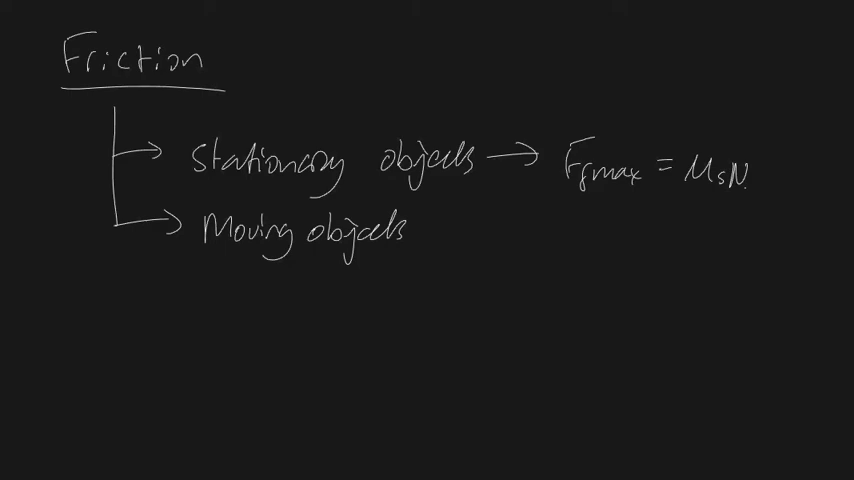 Friction
Stationary objects → Ffmax = μsN
Moving objects